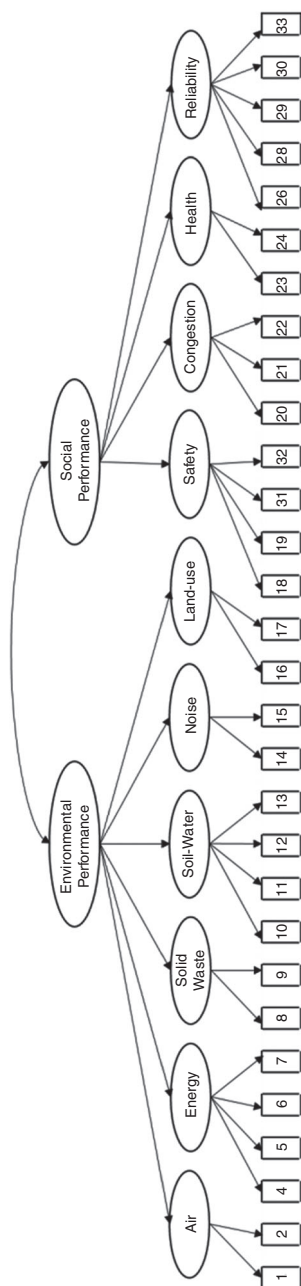 Environmental
Performance
Social
Performance
Air
Energy
Solid
Waste
Soil-Water
Noise
Land-use
Safety
Congestion
Health
Reliability
1
2
4
5
6
7
8
9
10
11
12
13
14
15
16
17
18
19
31
32
20
21
22
23
24
26
28
29
30
33